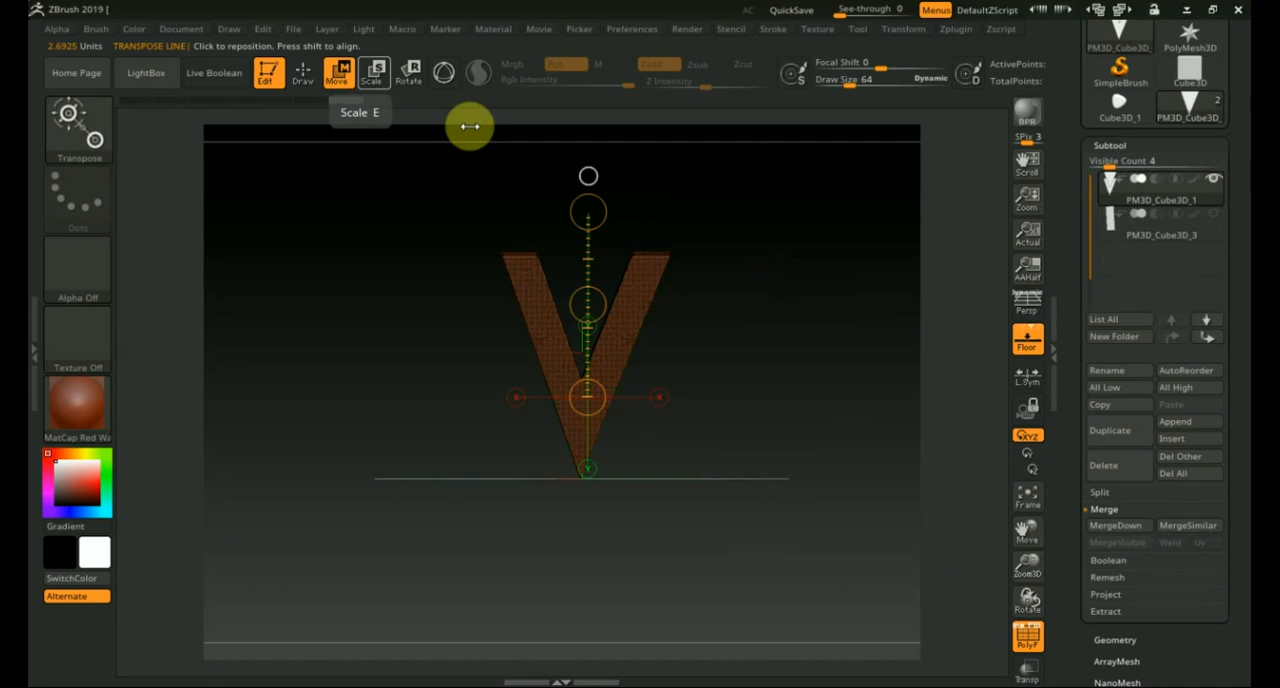 ZBrush 2019 [
AC QuickSave See-through 0 Menus DefaultZScript
Alpha Brush Color Document Draw Edit File Layer Light Macro Marker Material Movie Picker Preferences Render Stencil Stroke Texture Tool Transform Zplugin Zscript
2.6925 Units TRANSPOSE LINE| Click to reposition. Press shift to align.
Home Page LightBox Live Boolean Edit Draw Move Scale Rotate
Mrgb Rgb M Zadd Zsub Zcut Focal Shift 0 ActivePoints:
Rgb Intensity Z Intensity Draw Size 64 Dynamic TotalPoints:
Scale E
Transpose
Dots
Alpha Off
Texture Off
MatCap Red Wa
Gradient
SwitchColor
Alternate
X X
Y
BPR
SPix 3
Scroll
Zoom
Actual
AAHalf
Dynamic
Persp
Floor
L.Sym
XYZ
Y
Z
Frame
Move
Zoom3D
Rotate
PolyF
Transp
PM3D_Cube3D_ PolyMesh3D
SimpleBrush Cube3D
2
Cube3D_1 PM3D_Cube3D_
Subtool
Visible Count 4
PM3D_Cube3D_1
PM3D_Cube3D_3
List All
New Folder
Rename AutoReorder
All Low All High
Copy Paste
Duplicate Append
Insert
Delete Del Other
Del All
Split
Merge
MergeDown MergeSimilar
MergeVisible Weld Uv
Boolean
Remesh
Project
Extract
Geometry
ArrayMesh
NanoMesh